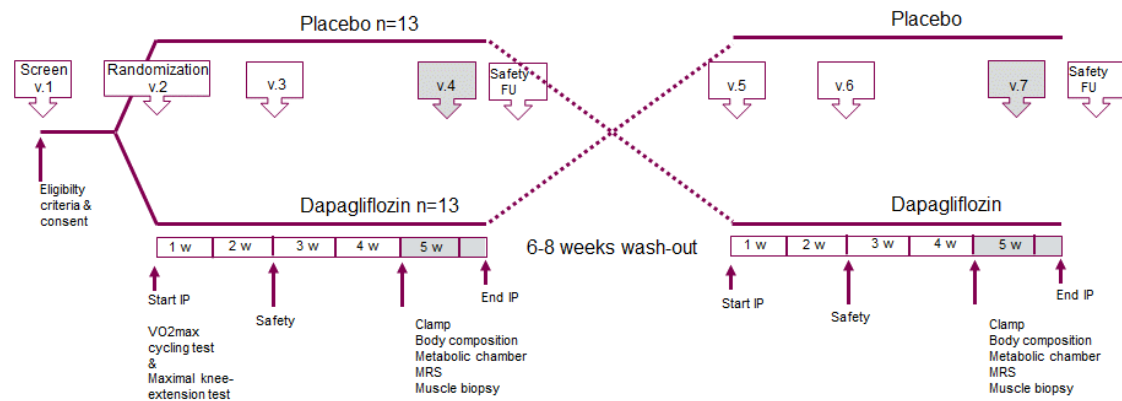 Placebo n=13
Placebo
Screen
v.1
Randomization
v.2
v.3
v.4
Safety
FU
v.5
v.6
v.7
Safety
FU
Eligibilty
criteria &
consent
Dapagliflozin n=13
Dapagliflozin
1 w 2 w 3 w 4 w 5 w
6-8 weeks wash-out
1 w 2 w 3 w 4 w 5 w
Start IP
Safety
End IP
Start IP
Safety
End IP
VO2max
cycling test
&
Maximal knee-
extension test
Clamp
Body composition
Metabolic chamber
MRS
Muscle biopsy
Clamp
Body composition
Metabolic chamber
MRS
Muscle biopsy